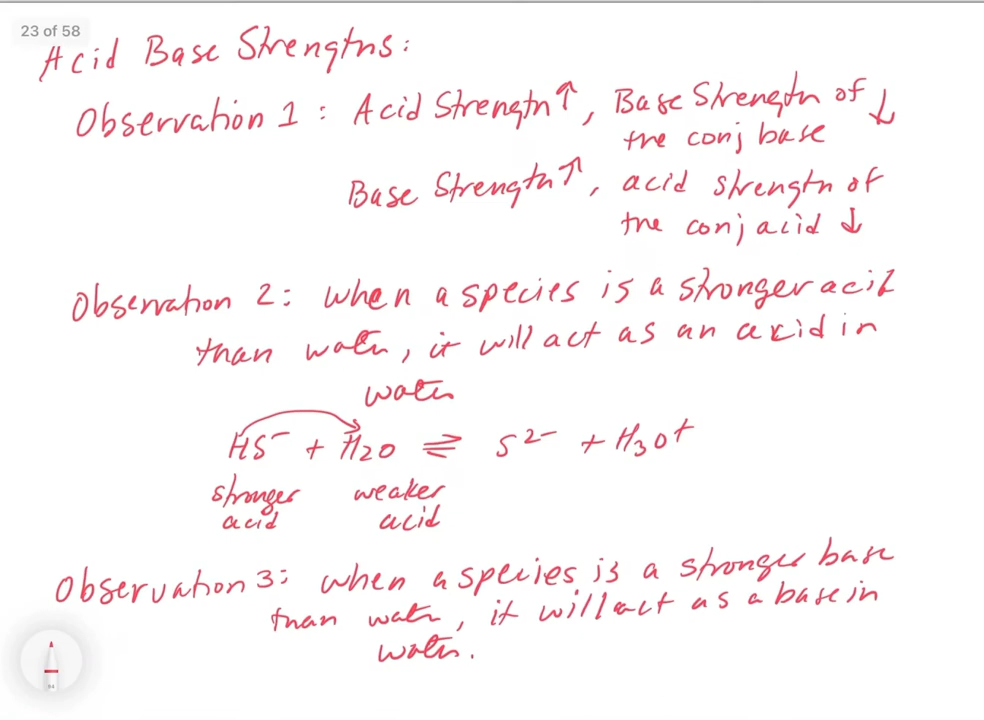 23 of 58
Acid Base Strengths:
Observation 1: Acid Strength↑, Base Strength of ↓
the conj base
Base Strength↑, acid strength of
the conj acid ↓
Observation 2: when a species is a stronger acid
than water, it will act as an acid in
water
HS⁻ + H₂O ⇌ S²⁻ + H₃O⁺
stronger weaker
acid acid
Observation 3: when a species is a stronger base
than water, it will act as a base in
water.